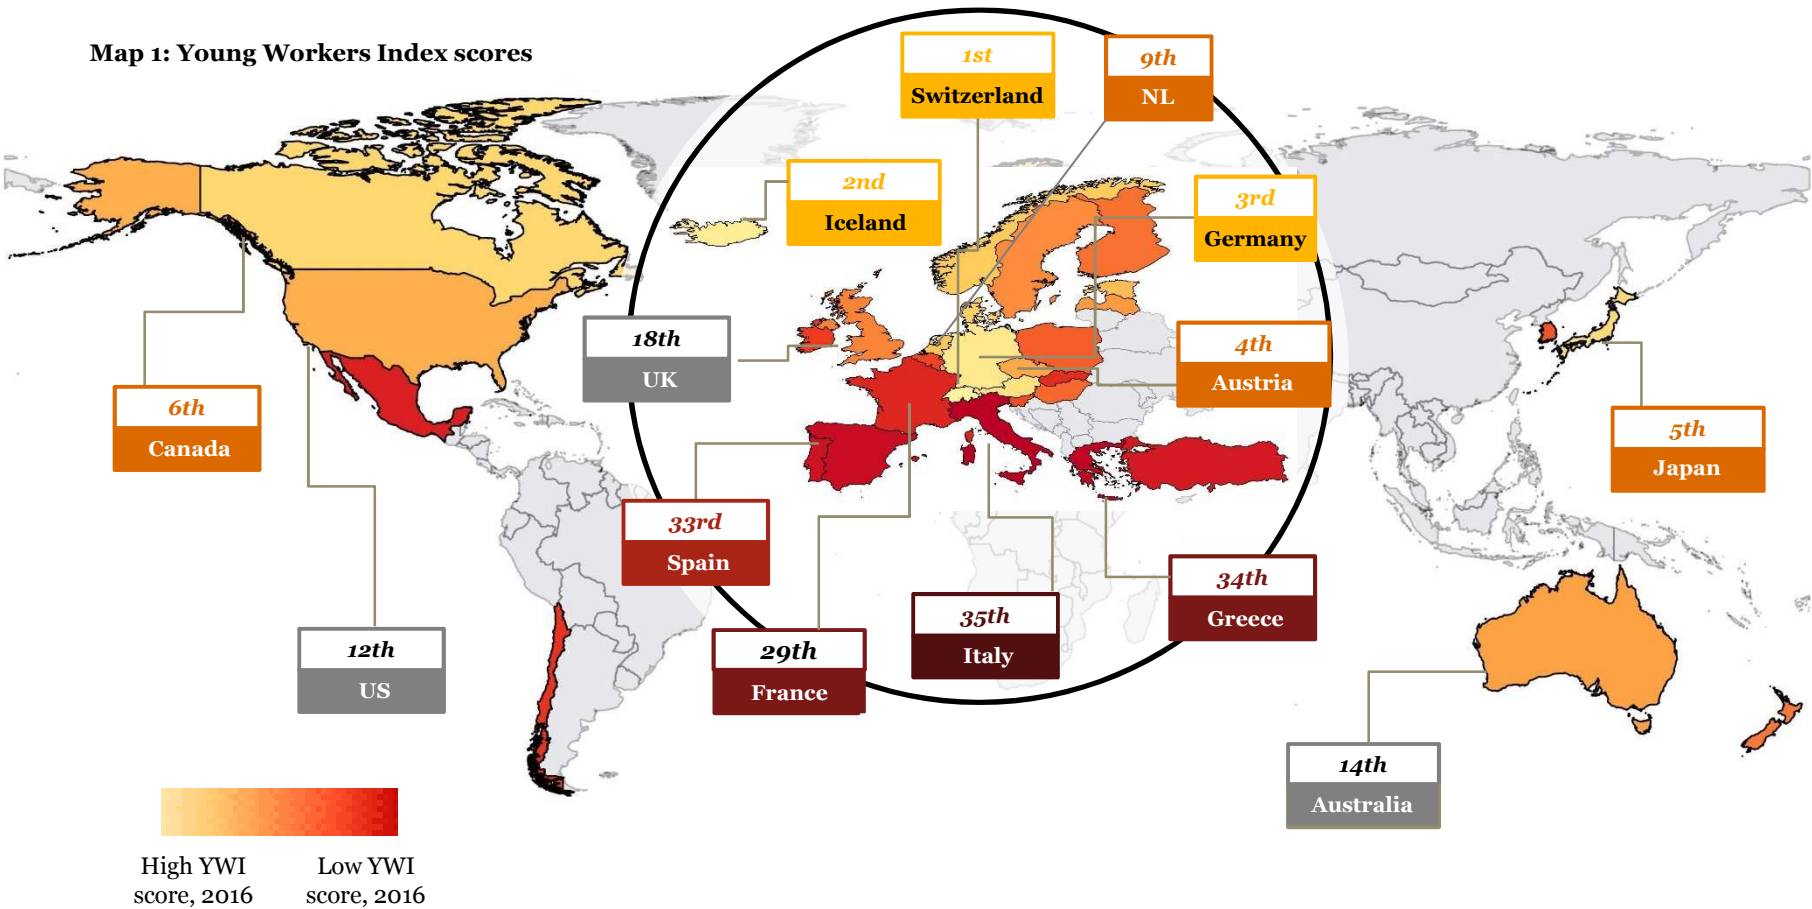 Map 1: Young Workers Index scores
1st
Switzerland
9th
NL
2nd
Iceland
3rd
Germany
18th
UK
4th
Austria
6th
Canada
5th
Japan
33rd
Spain
34th
Greece
35th
Italy
29th
France
12th
US
14th
Australia
High YWI
score, 2016
Low YWI
score, 2016